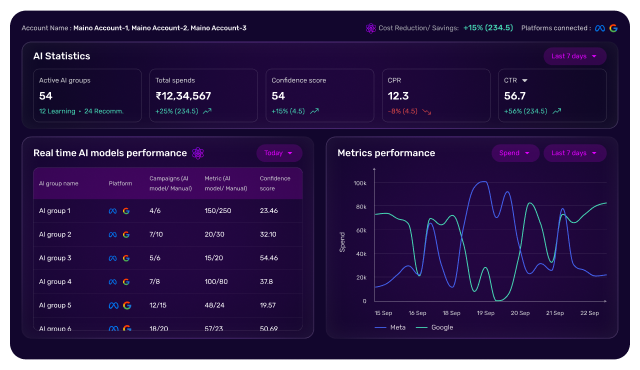 Account Name : Maino Account-1, Maino Account-2, Maino Account-3
Cost Reduction/ Savings: +15% (234.5) Platforms connected :
AI Statistics
Last 7 days
Active AI groups
54
12 Learning • 24 Recomm.
Total spends
₹12,34,567
+25% (234.5)
Confidence score
54
+15% (4.5)
CPR
12.3
-8% (4.5)
CTR
56.7
+56% (234.5)
Real time AI models performance
Today
AI group name Platform Campaigns (AI model/ Manual) Metric (AI model/ Manual) Confidence score
AI group 1 4/6 150/250 23.46
AI group 2 7/10 20/30 32.10
AI group 3 5/6 15/20 54.46
AI group 4 7/8 100/80 37.8
AI group 5 12/15 48/24 19.57
AI group 6 18/20 57/23 50.69
Metrics performance
Spend Last 7 days
Spend
100k
80k
60k
40k
20k
0
15 Sep 16 Sep 18 Sep 19 Sep 20 Sep 21 Sep 22 Sep
Meta Google